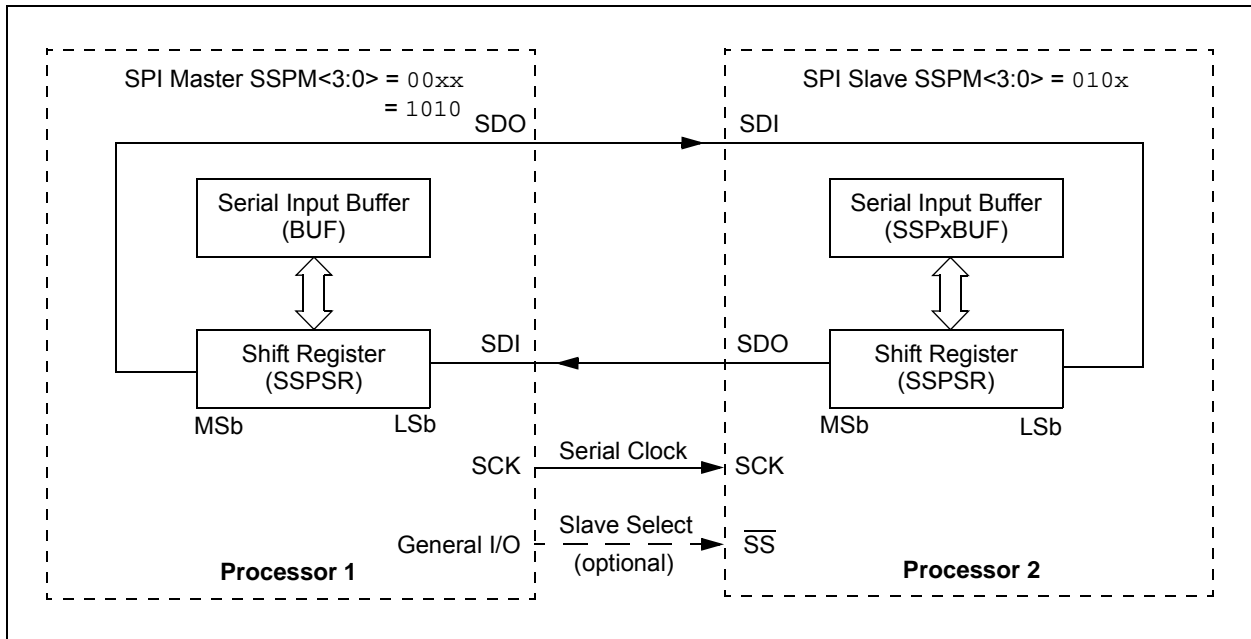 SPI Master SSPM<3:0> = 00xx
= 1010
SDO
Serial Input Buffer
(BUF)
Shift Register
(SSPSR)
MSb
LSb
SDI
SCK
General I/O
Processor 1
Serial Clock
Slave Select
(optional)
SPI Slave SSPM<3:0> = 010x
SDI
Serial Input Buffer
(SSPxBUF)
SDO
Shift Register
(SSPSR)
MSb
LSb
SCK
SS
Processor 2